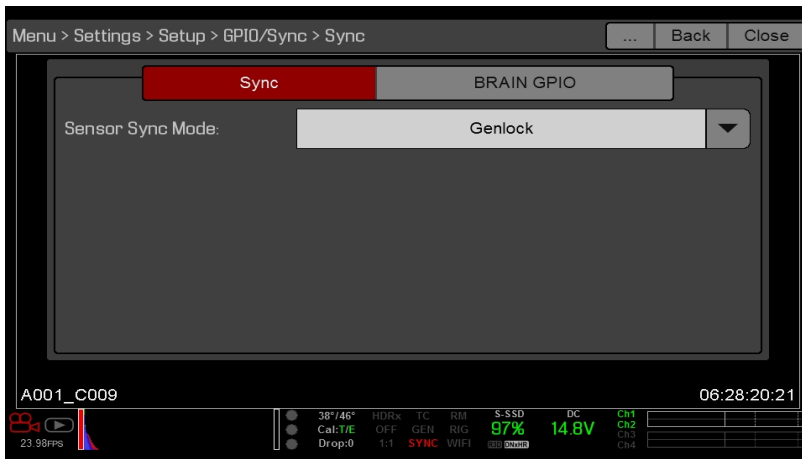 Menu > Settings > Setup > GPIO/Sync > Sync ... Back Close
Sync BRAIN GPIO
Sensor Sync Mode: Genlock
A001_C009 06:28:20:21
38°/46° HDRx TC RM S-SSD DC Ch1
Cal:T/E OFF GEN RIG 97% 14.8V Ch2
23.98FPS Drop:0 1:1 SYNC WIFI DNxHR Ch3
Ch4